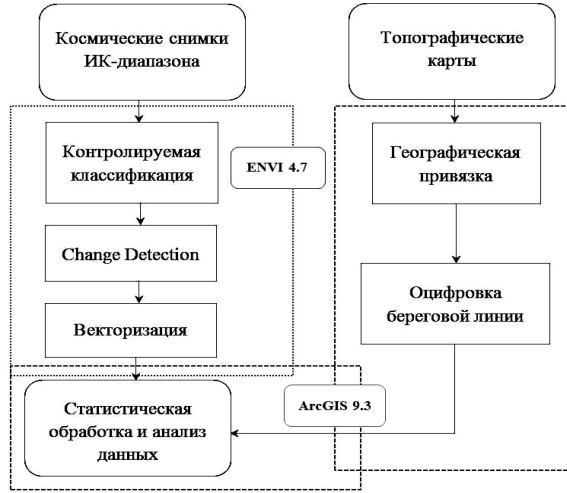 Космические снимки
ИК-диапазона
Топографические
карты
Контролируемая
классификация
ENVI 4.7
Географическая
привязка
Change Detection
Оцифровка
береговой линии
Векторизация
Статистическая
обработка и анализ
данных
ArcGIS 9.3